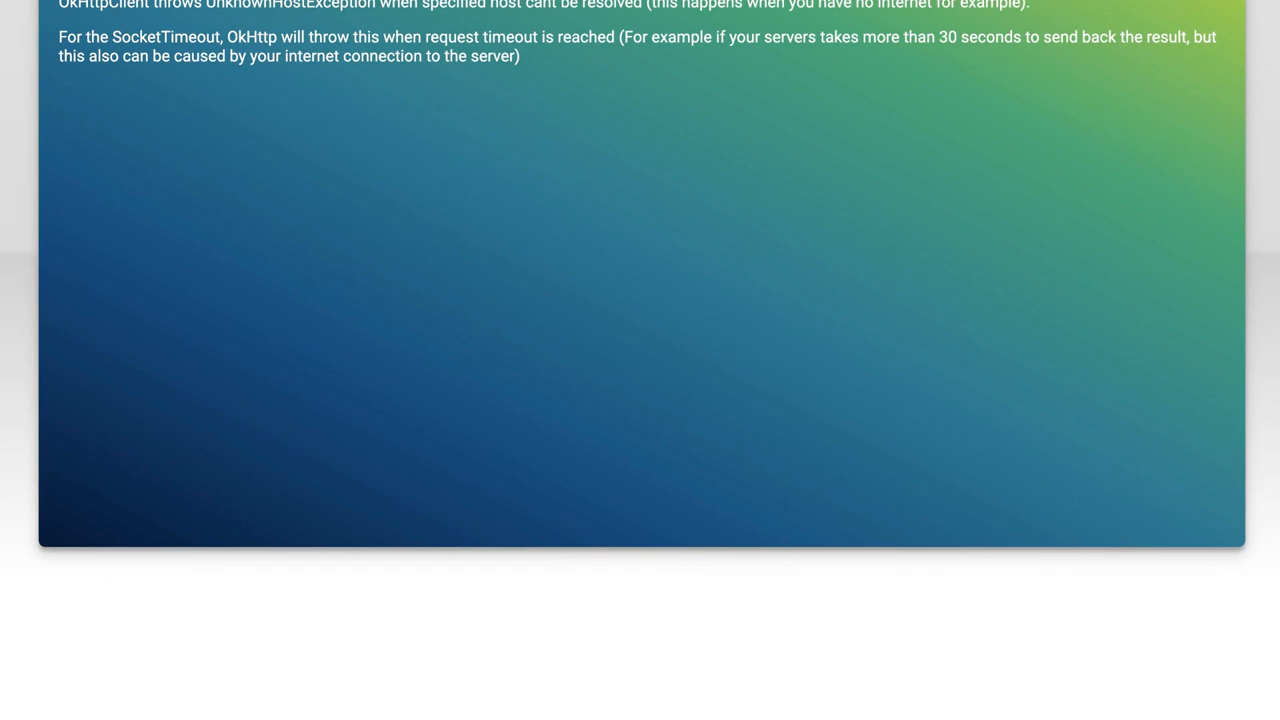 OkHttpClient throws UnknownHostException when specified host cant be resolved (this happens when you have no internet for example).
For the SocketTimeout, OkHttp will throw this when request timeout is reached (For example if your servers takes more than 30 seconds to send back the result, but
this also can be caused by your internet connection to the server)